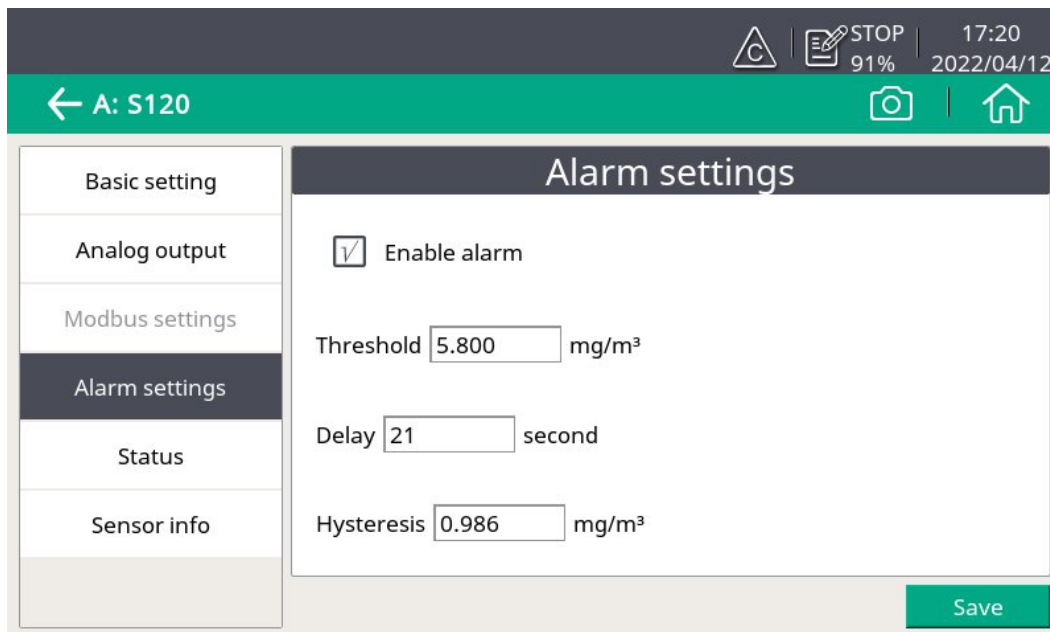 STOP 17:20
C
91% 2022/04/12
A: S120
Basic setting
Analog output
Modbus settings
Alarm settings
Status
Sensor info
Alarm settings
√ Enable alarm
Threshold 5.800 mg/m³
Delay 21 second
Hysteresis 0.986 mg/m³
Save